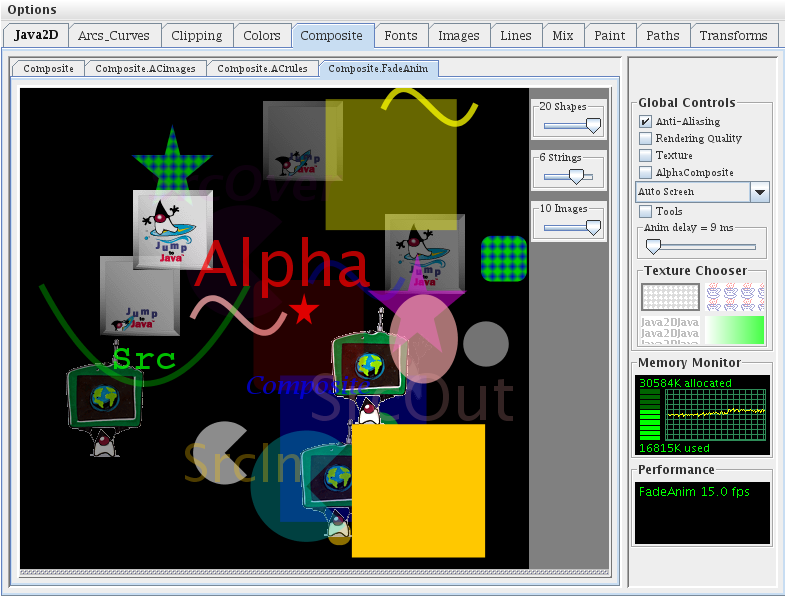 Options
Java2D Arcs_Curves Clipping Colors Composite Fonts Images Lines Mix Paint Paths Transforms
Composite Composite.ACimages Composite.ACrules Composite.FadeAnim
20 Shapes
6 Strings
10 Images
Global Controls
Anti-Aliasing
Rendering Quality
Texture
AlphaComposite
Auto Screen
Tools
Anim delay = 9 ms
Texture Chooser
Java2DJava
Java2DJava
Memory Monitor
30584K allocated
16815K used
Performance
FadeAnim 15.0 fps
Jump
to
Java
cOve
Jump
to
Java
Alpha
Jump
to
Java
Jump
to
Java
Src
Composite
SrcOut
SrcIn